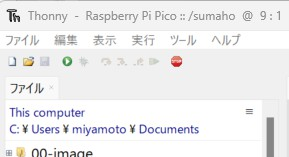 Thonny - Raspberry Pi Pico :: /sumaho @ 9 : 1
ファイル 編集 表示 実行 ツール ヘルプ
STOP
ファイル ×
This computer
C: ¥ Users ¥ miyamoto ¥ Documents
00-image